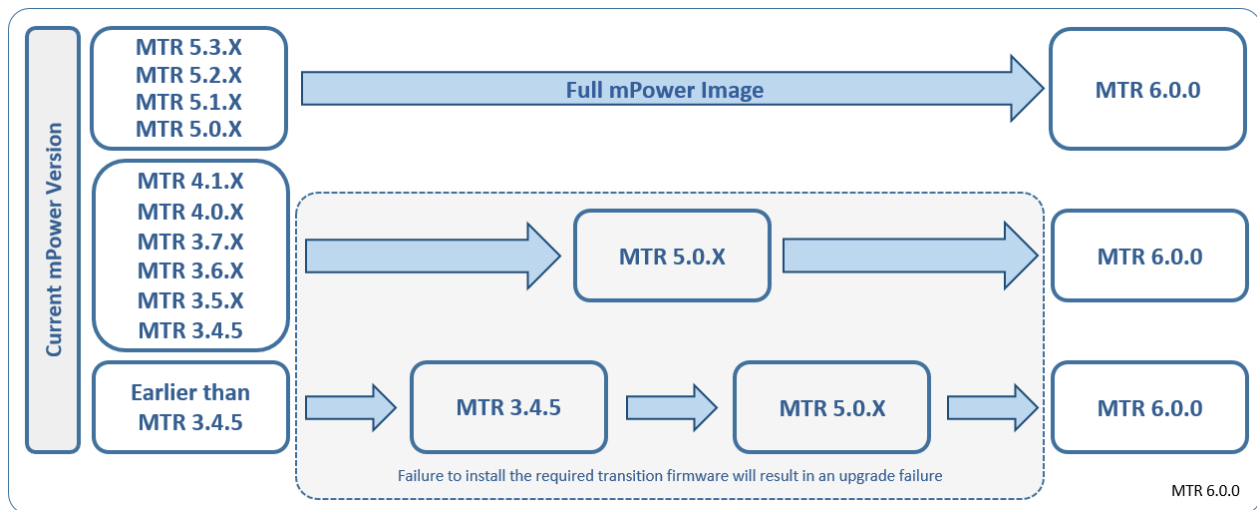 Current mPower Version
MTR 5.3.X
MTR 5.2.X
MTR 5.1.X
MTR 5.0.X
Full mPower Image
MTR 6.0.0
MTR 4.1.X
MTR 4.0.X
MTR 3.7.X
MTR 3.6.X
MTR 3.5.X
MTR 3.4.5
MTR 5.0.X
MTR 6.0.0
Earlier than
MTR 3.4.5
MTR 3.4.5
MTR 5.0.X
MTR 6.0.0
Failure to install the required transition firmware will result in an upgrade failure
MTR 6.0.0